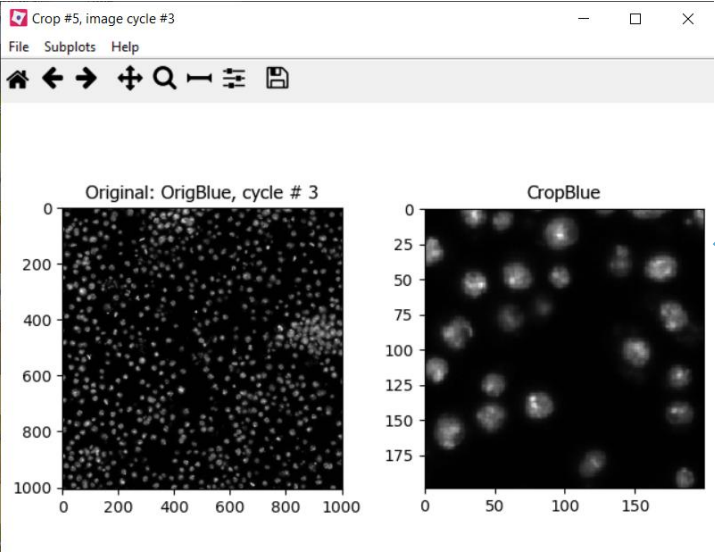 Crop #5, image cycle #3
File Subplots Help
Original: OrigBlue, cycle # 3
0
200
400
600
800
1000
0 200 400 600 800 1000
CropBlue
0
25
50
75
100
125
150
175
0 50 100 150